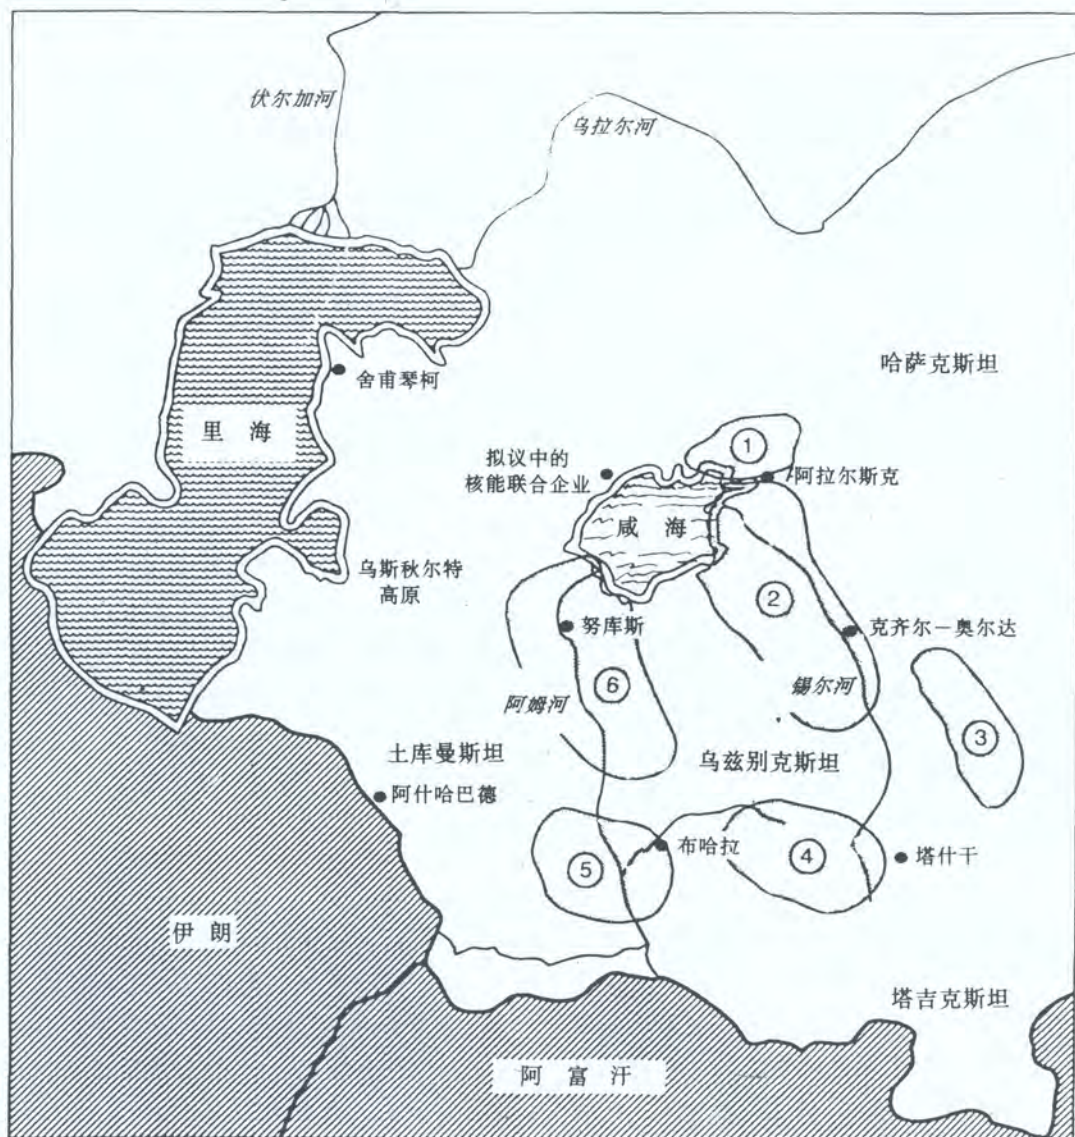 伏尔加河
乌拉尔河
哈萨克斯坦
舍甫琴柯
里海
①
拟议中的
核能联合企业
阿拉尔斯克
咸海
乌斯秋尔特
高原
②
努库斯
克齐尔－奥尔达
⑥
阿姆河
锡尔河
③
土库曼斯坦
乌兹别克斯坦
阿什哈巴德
布哈拉
④
塔什干
⑤
伊朗
塔吉克斯坦
阿富汗